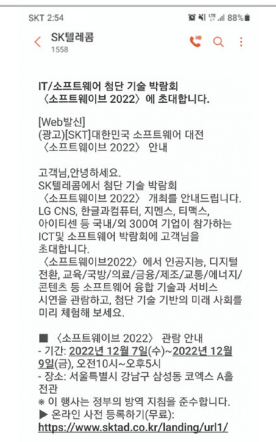 SKT 2:54 88%
SK텔레콤
1558
IT/소프트웨어 첨단 기술 박람회
〈소프트웨이브 2022〉에 초대합니다.
[Web발신]
(광고)[SKT]대한민국 소프트웨어 대전
〈소프트웨이브 2022〉 안내
고객님,안녕하세요.
SK텔레콤에서 첨단 기술 박람회
〈소프트웨이브 2022〉 개최를 안내드립니다.
LG CNS, 한글과컴퓨터, 지멘스, 티맥스,
아이티센 등 국내/외 300여 기업이 참가하는
ICT및 소프트웨어 박람회에 고객님을
초대합니다.
〈소프트웨이브2022〉에서 인공지능, 디지털
전환, 교육/국방/의료/금융/제조/교통/에너지/
콘텐츠 등 소프트웨어 융합 기술과 서비스
시연을 관람하고, 첨단 기술 기반의 미래 사회를
미리 체험해 보세요.
■ 〈소프트웨이브 2022〉 관람 안내
- 기간: 2022년 12월 7일(수)~2022년 12월
9일(금), 오전10시~오후5시
- 장소: 서울특별시 강남구 삼성동 코엑스 A홀
전관
※ 이 행사는 정부의 방역 지침을 준수합니다.
▶ 온라인 사전 등록하기(무료):
https://www.sktad.co.kr/landing/url1/